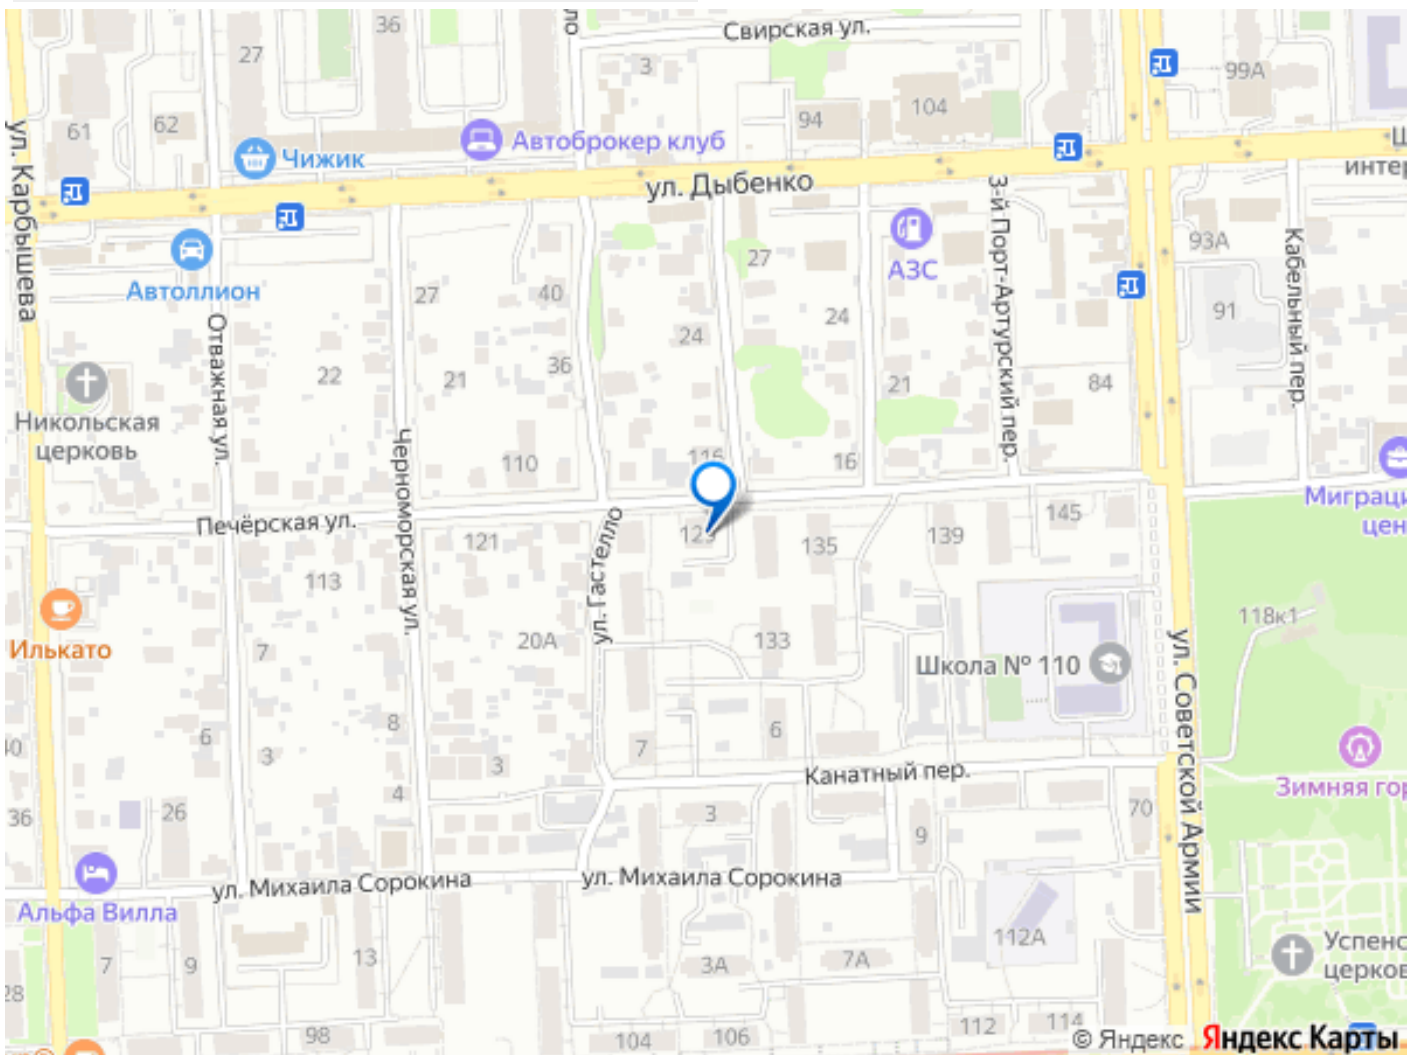 36
ло
Свирская ул.
27
3
99А
61
62
94
104
Чижик
Автоброкер клуб
ул. Дыбенко
ул. Карбышева
3-й Порт-Артурский пер.
93А
Кабельный пер.
АЗС
27
Автоллион
27
40
91
24
24
Отважная ул.
22
21
36
21
84
Никольская
церковь
Черноморская ул.
110
116
16
Миграци
цен
Печёрская ул.
121
ул. Гастелло
135
139
145
113
118к1
Илькато
7
20А
133
Школа № 110
ул. Советской Армии
8
6
3
7
6
40
3
Канатный пер.
Зимняя гор
4
36
26
3
9
70
ул. Михаила Сорокина
ул. Михаила Сорокина
Альфа Вилла
112А
Успенс
церков
7
9
13
3А
7А
28
98
104
106
112
114
© Яндекс
Яндекс Карты